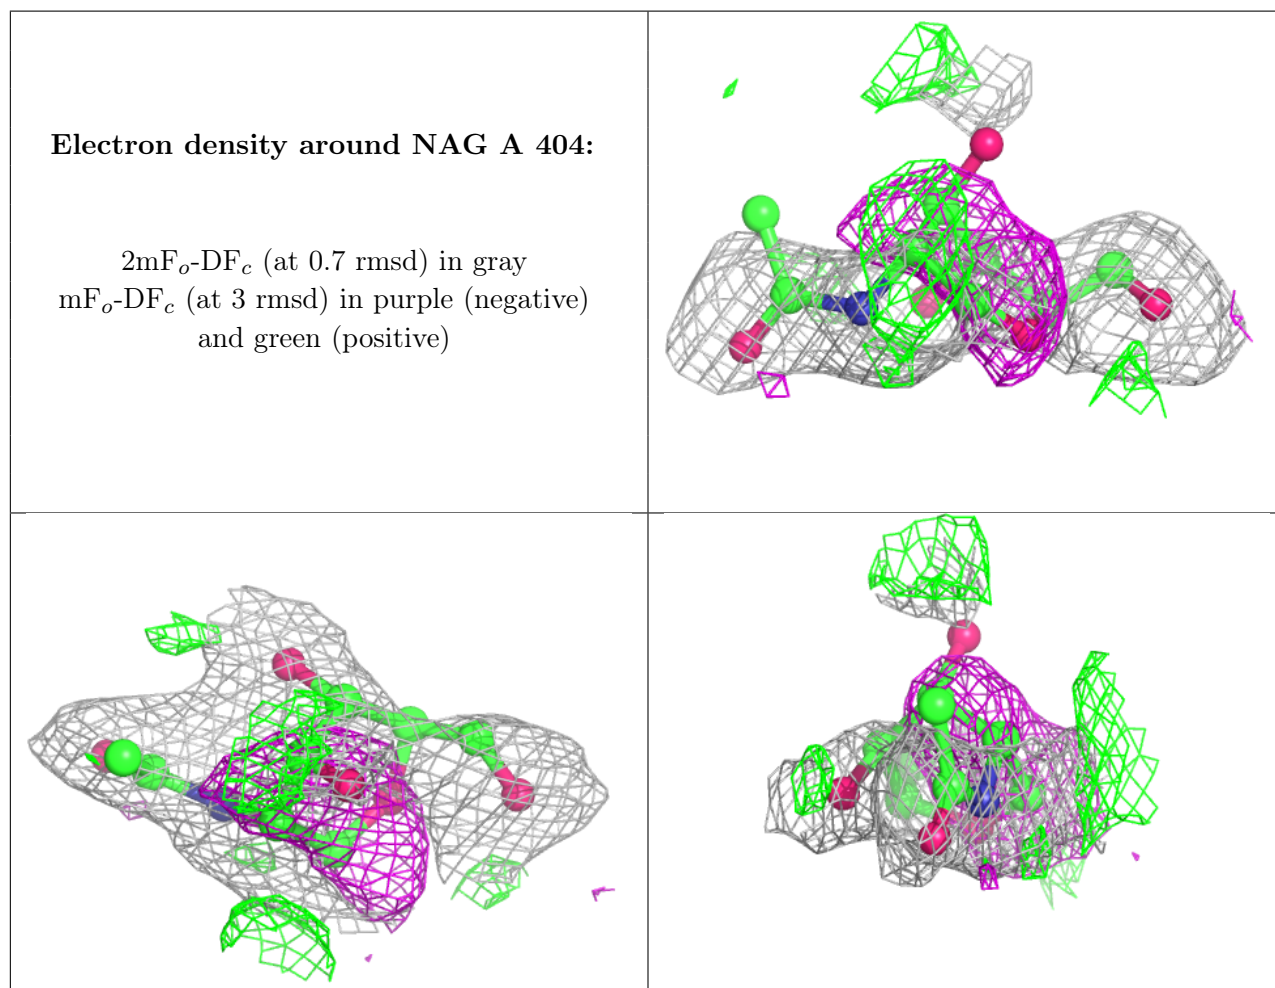 Electron density around NAG A 404:
2mFo-DFc (at 0.7 rmsd) in gray
mFo-DFc (at 3 rmsd) in purple (negative)
and green (positive)